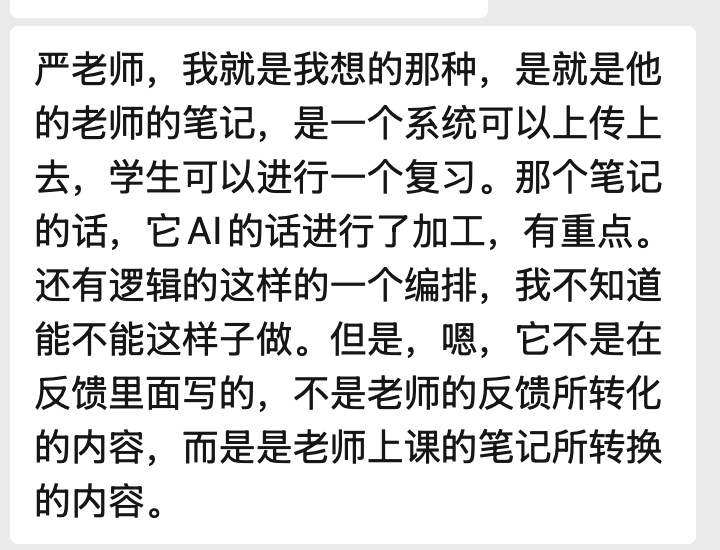 严老师，我就是我想的那种，是就是他
的老师的笔记，是一个系统可以上传上
去，学生可以进行一个复习。那个笔记
的话，它AI的话进行了加工，有重点。
还有逻辑的这样的一个编排，我不知道
能不能这样子做。但是，嗯，它不是在
反馈里面写的，不是老师的反馈所转化
的内容，而是是老师上课的笔记所转换
的内容。